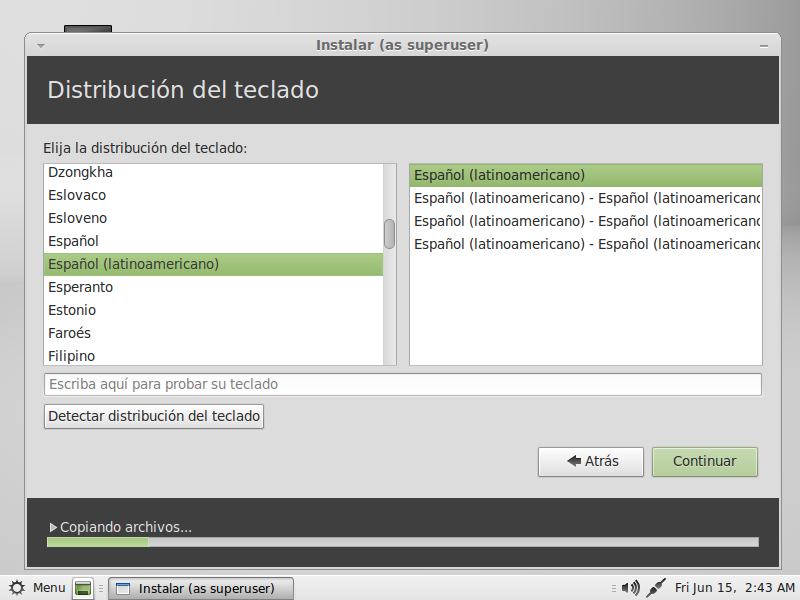 Instalar (as superuser)
Distribución del teclado
Elija la distribución del teclado:
Dzongkha
Eslovaco
Esloveno
Español
Español (latinoamericano)
Esperanto
Estonio
Faroés
Filipino
Español (latinoamericano)
Español (latinoamericano) - Español (latinoamericano
Español (latinoamericano) - Español (latinoamericano
Español (latinoamericano) - Español (latinoamericano
Escriba aquí para probar su teclado
Detectar distribución del teclado
Atrás
Continuar
Copiando archivos...
Menu
Instalar (as superuser)
Fri Jun 15, 2:43 AM